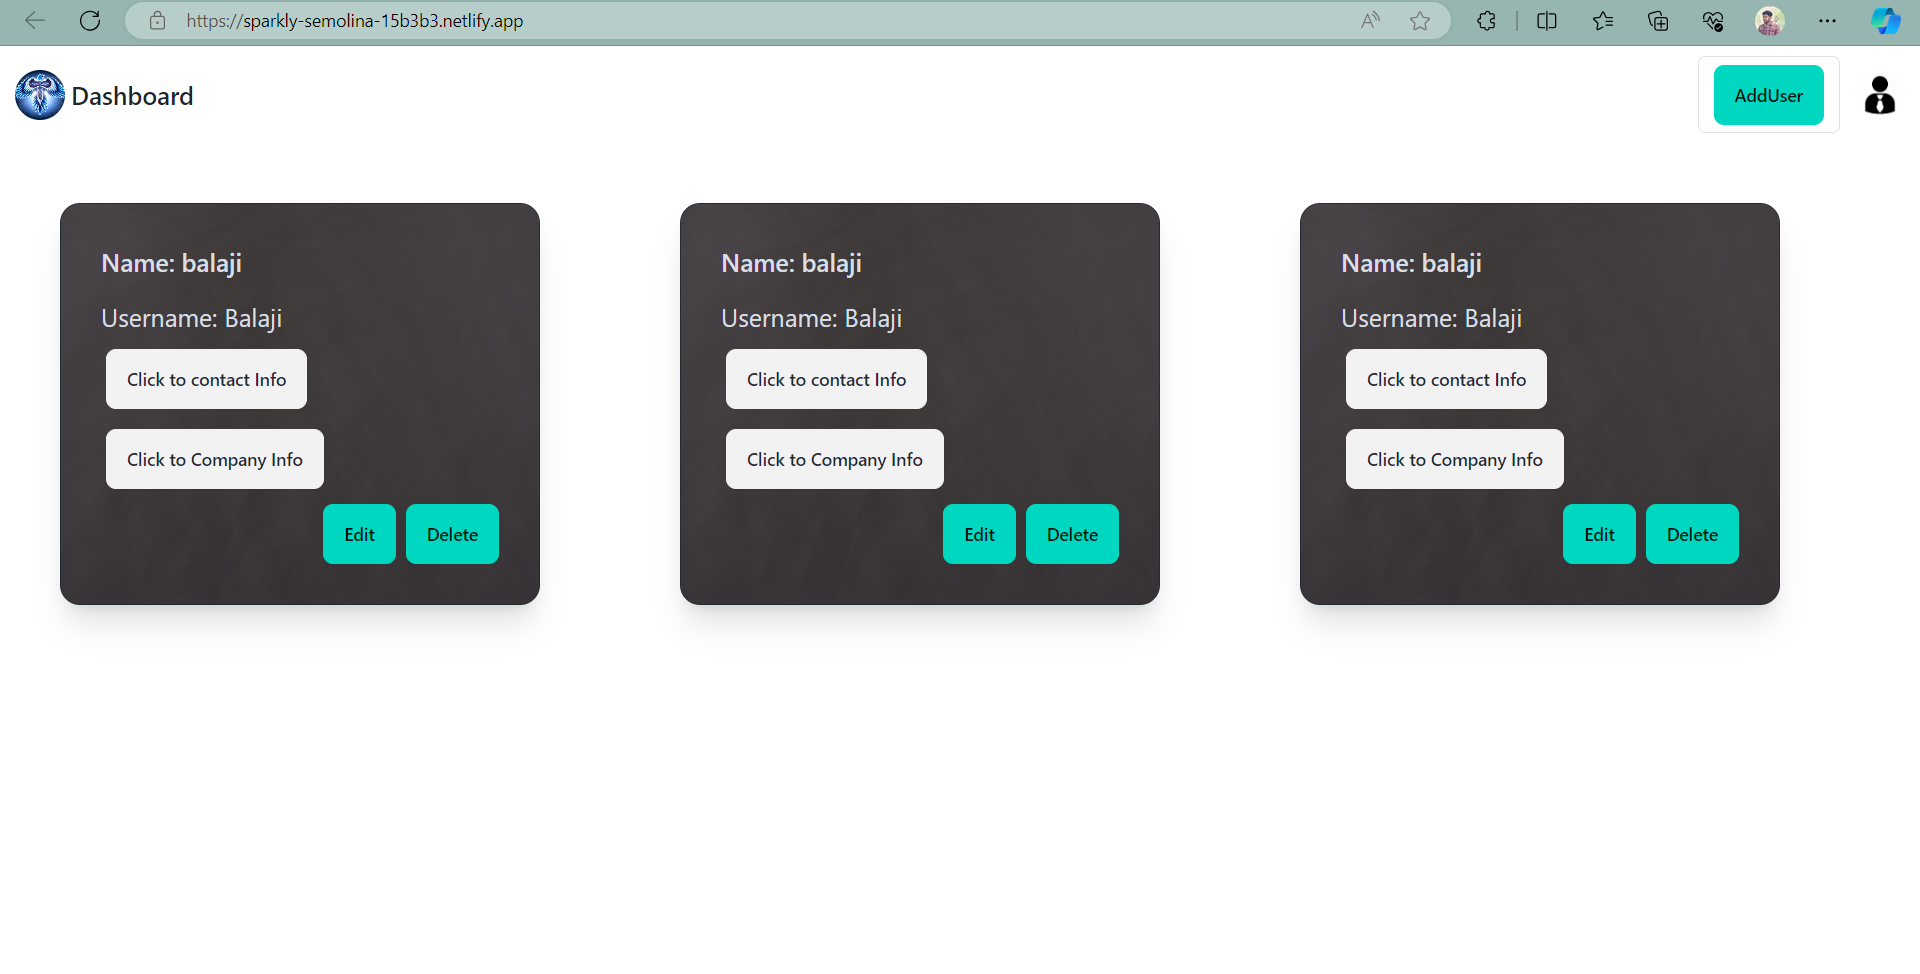 https://sparkly-semolina-15b3b3.netlify.app
Dashboard
AddUser
Name: balaji
Username: Balaji
Click to contact Info
Click to Company Info
Edit Delete
Name: balaji
Username: Balaji
Click to contact Info
Click to Company Info
Edit Delete
Name: balaji
Username: Balaji
Click to contact Info
Click to Company Info
Edit Delete